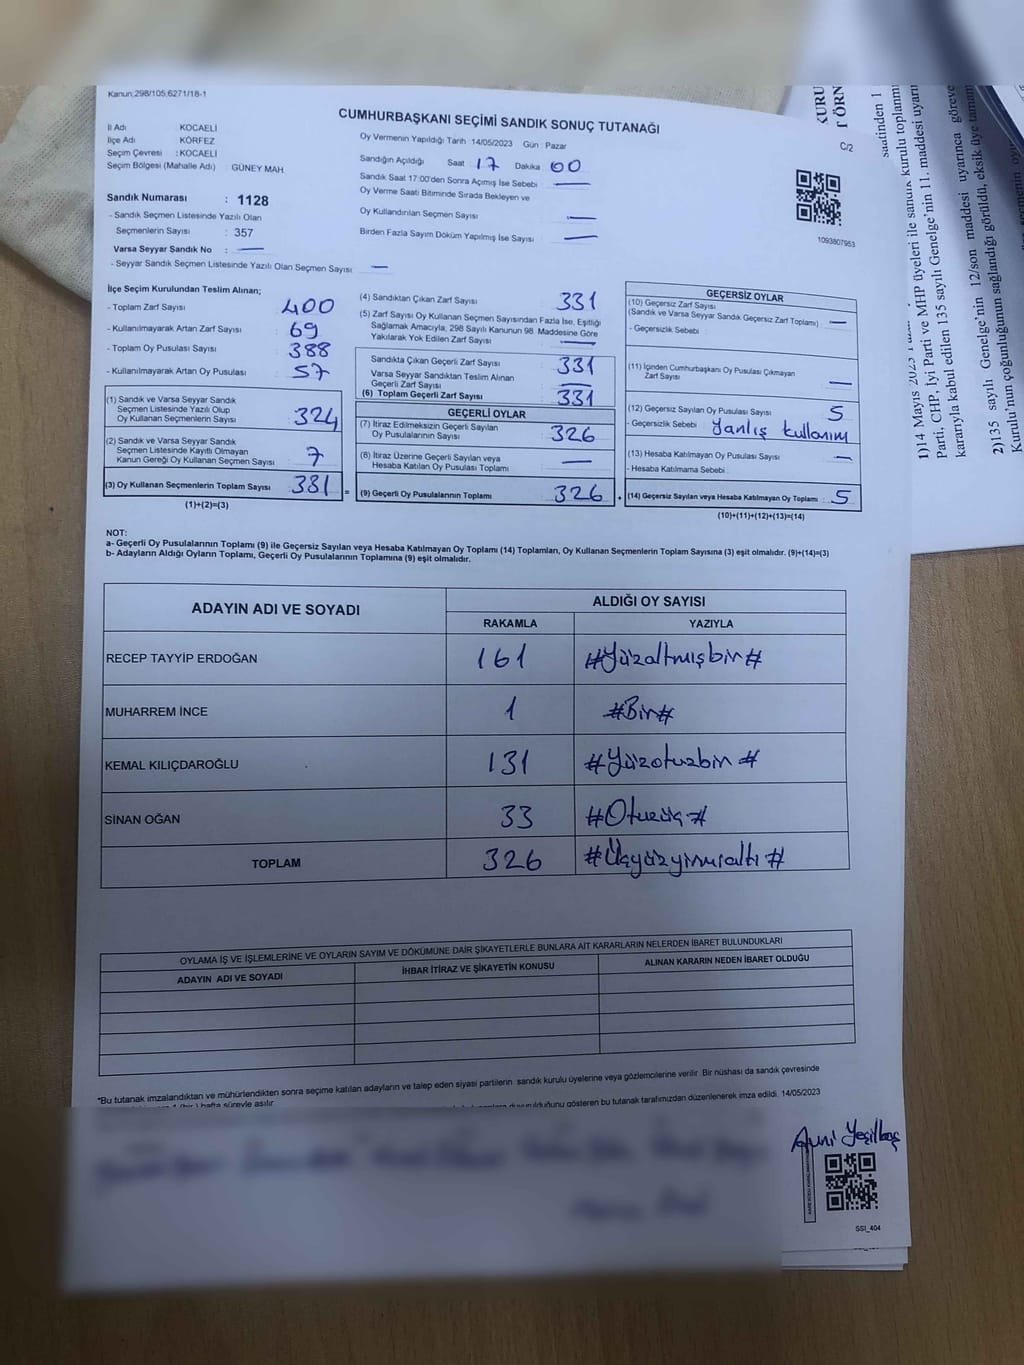 Kanun:298/105;6271/18-1
CUMHURBAŞKANI SEÇİMİ SANDIK SONUÇ TUTANAĞI
C/2
İl Adı : KOCAELİ
İlçe Adı : KÖRFEZ
Seçim Çevresi : KOCAELİ
Seçim Bölgesi (Mahalle Adı) : GÜNEY MAH
Sandık Numarası : 1128
- Sandık Seçmen Listesinde Yazılı Olan
Seçmenlerin Sayısı : 357
Varsa Seyyar Sandık No : —
- Seyyar Sandık Seçmen Listesinde Yazılı Olan Seçmen Sayısı —
Oy Vermenin Yapıldığı Tarih 14/05/2023 Gün : Pazar
Sandığın Açıldığı Saat 17 Dakika 00
Sandık Saat 17:00'den Sonra Açımış İse Sebebi —
Oy Verme Saati Bitiminde Sırada Bekleyen ve
Oy Kullandırılan Seçmen Sayısı —
Birden Fazla Sayım Döküm Yapılmış İse Sayısı —
1093807953
İlçe Seçim Kurulundan Teslim Alınan;
- Toplam Zarf Sayısı : 400
- Kullanılmayarak Artan Zarf Sayısı : 69
- Toplam Oy Pusulası Sayısı : 388
- Kullanılmayarak Artan Oy Pusulası : 57
(1) Sandık ve Varsa Seyyar Sandık
Seçmen Listesinde Yazılı Olup
Oy Kullanan Seçmenlerin Sayısı : 324
(2) Sandık ve Varsa Seyyar Sandık
Seçmen Listesinde Kayıtlı Olmayan
Kanun Gereği Oy Kullanan Seçmen Sayısı : 7
(3) Oy Kullanan Seçmenlerin Toplam Sayısı : 331 =
(1)+(2)=(3)
(4) Sandıktan Çıkan Zarf Sayısı : 331
(5) Zarf Sayısı Oy Kullanan Seçmen Sayısından Fazla İse, Eşitliği
Sağlamak Amacıyla, 298 Sayılı Kanunun 98. Maddesine Göre
Yakılarak Yok Edilen Zarf Sayısı : —
Sandıkta Çıkan Geçerli Zarf Sayısı : 331
Varsa Seyyar Sandıktan Teslim Alınan
Geçerli Zarf Sayısı : —
(6) Toplam Geçerli Zarf Sayısı : 331
GEÇERLİ OYLAR
(7) İtiraz Edilmeksizin Geçerli Sayılan
Oy Pusulalarının Sayısı : 326
(8) İtiraz Üzerine Geçerli Sayılan veya
Hesaba Katılan Oy Pusulası Toplamı : —
(9) Geçerli Oy Pusulalarının Toplamı : 326 +
GEÇERSİZ OYLAR
(10) Geçersiz Zarf Sayısı
(Sandık ve Varsa Seyyar Sandık Geçersiz Zarf Toplamı) : —
- Geçersizlik Sebebi :
(11) İçinden Cumhurbaşkanı Oy Pusulası Çıkmayan
Zarf Sayısı : —
(12) Geçersiz Sayılan Oy Pusulası Sayısı : 5
- Geçersizlik Sebebi : Yanlış kullanım
(13) Hesaba Katılmayan Oy Pusulası Sayısı : —
- Hesaba Katılmama Sebebi :
(14) Geçersiz Sayılan veya Hesaba Katılmayan Oy Toplamı : 5
(10)+(11)+(12)+(13)=(14)
NOT:
a- Geçerli Oy Pusulalarının Toplamı (9) ile Geçersiz Sayılan veya Hesaba Katılmayan Oy Toplamı (14) Toplamları, Oy Kullanan Seçmenlerin Toplam Sayısına (3) eşit olmalıdır. (9)+(14)=(3)
b- Adayların Aldığı Oyların Toplamı, Geçerli Oy Pusulalarının Toplamına (9) eşit olmalıdır.
ADAYIN ADI VE SOYADI ALDIĞI OY SAYISI
RAKAMLA YAZIYLA
RECEP TAYYİP ERDOĞAN 161 #Yüzaltmışbir#
MUHARREM İNCE 1 #Bir#
KEMAL KILIÇDAROĞLU 131 #Yüzotuzbir#
SİNAN OĞAN 33 #Otuzüç#
TOPLAM 326 #Üçyüzyirmialtı#
OYLAMA İŞ VE İŞLEMLERİNE VE OYLARIN SAYIM VE DÖKÜMÜNE DAİR ŞİKAYETLERLE BUNLARA AİT KARARLARIN NELERDEN İBARET BULUNDUKLARI
ADAYIN ADI VE SOYADI İHBAR İTİRAZ VE ŞİKAYETİN KONUSU ALINAN KARARIN NEDEN İBARET OLDUĞU
*Bu tutanak imzalandıktan ve mühürlendikten sonra seçime katılan adayların ve talep eden siyasi partilerin sandık kurulu üyelerine veya gözlemcilerine verilir. Bir nüshası da sandık çevresinde
1 (bir) hafta süreyle asılır.
duyurulduğunu gösteren bu tutanak tarafımızdan düzenlenerek imza edildi. 14/05/2023
Avni Yeşilbaş
SSI_404
KURU
T ÖRN
saatinden 1
1)14 Mayıs 2023
Parti, CHP, İyi Parti ve MHP üyeleri ile sandık kurulu toplanmı
kararıyla kabul edilen 135 sayılı Genelge'nin 11. maddesi uyarı
2)135 sayılı Genelge'nin 12/son maddesi uyarınca göreve
Kurulu'nun çoğunluğunun sağlandığı görüldü, eksik üye tamam